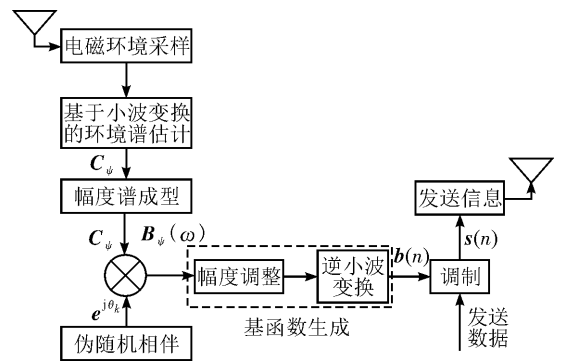 电磁环境采样
基于小波变换
的环境谱估计
C_ψ
幅度谱成型
C_ψ
B_ψ(ω)
e^{jθ_k}
伪随机相伴
幅度调整
逆小波
变换
基函数生成
b(n)
调制
s(n)
发送信息
发送
数据